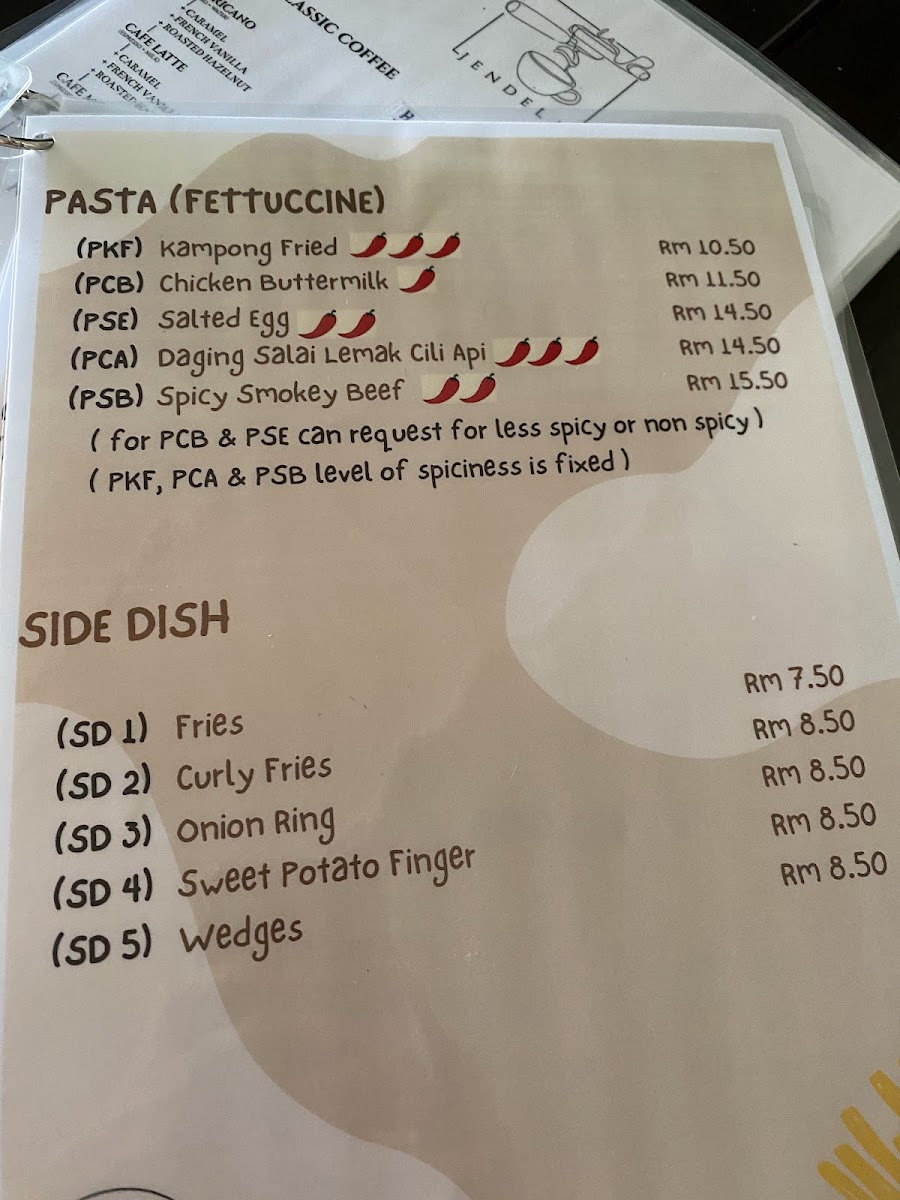 RICANO
+CARAMEL
+FRENCH VANILLA
+ROASTED HAZELNUT
CAFE LATTE
+CARAMEL
+FRENCH
+
CLASSIC COFFEE
JENDEL
PASTA (FETTUCCINE)
(PKF) Kampong Fried Rm 10.50
(PCB) Chicken Buttermilk Rm 11.50
(PSE) Salted Egg Rm 14.50
(PCA) Daging Salai Lemak Cili Api Rm 14.50
(PSB) Spicy Smokey Beef Rm 15.50
( for PCB & PSE can request for less spicy or non spicy )
( PKF, PCA & PSB level of spiciness is fixed )
SIDE DISH
(SD 1) Fries Rm 7.50
(SD 2) Curly Fries Rm 8.50
(SD 3) Onion Ring Rm 8.50
(SD 4) Sweet Potato Finger Rm 8.50
(SD 5) Wedges Rm 8.50